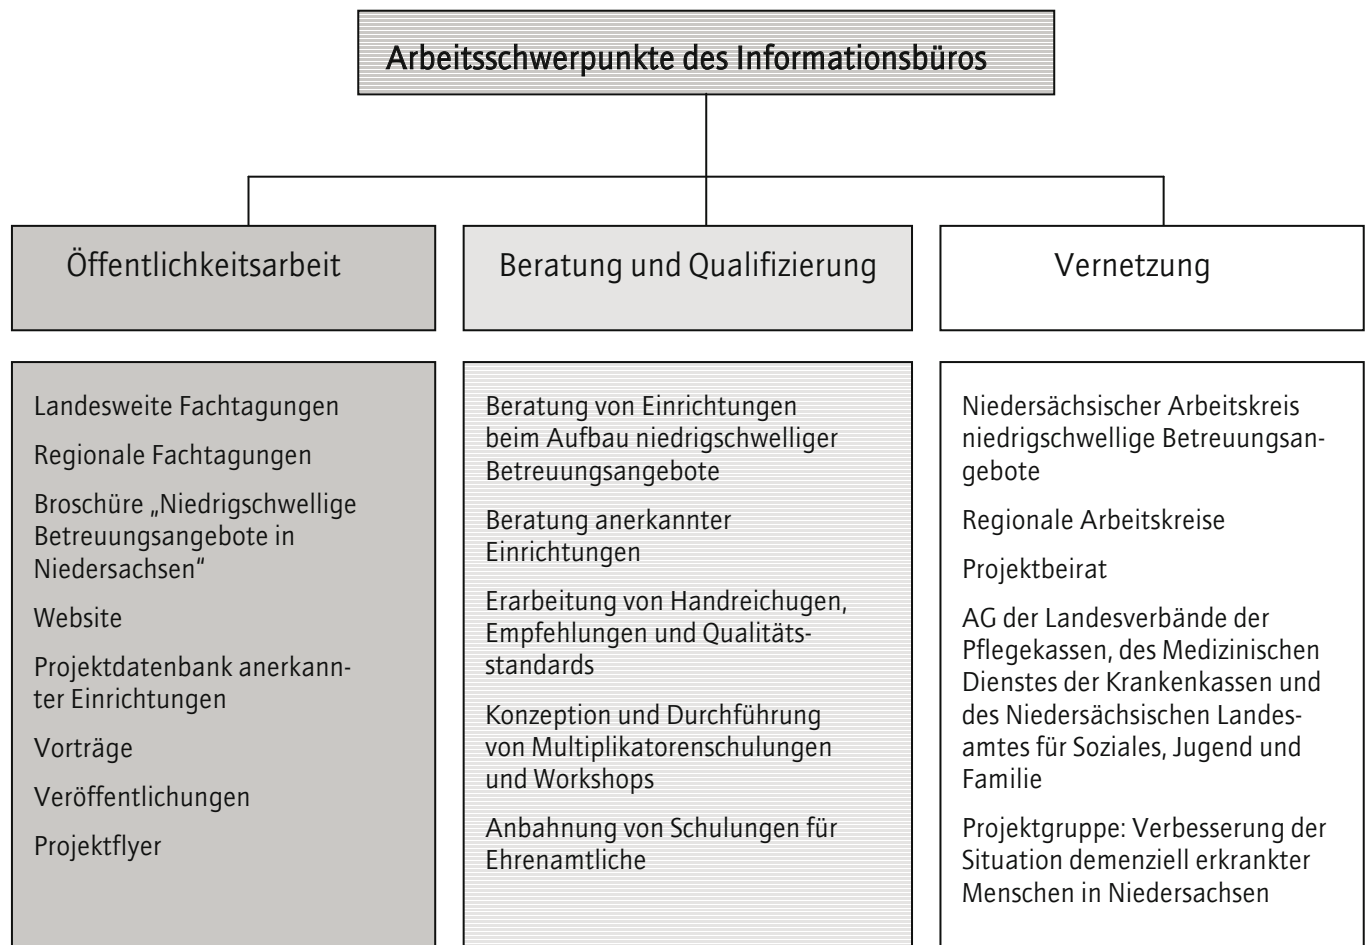 Arbeitsschwerpunkte des Informationsbüros
Öffentlichkeitsarbeit
Landesweite Fachtagungen
Regionale Fachtagungen
Broschüre „Niedrigschwellige
Betreuungsangebote in
Niedersachsen“
Website
Projektdatenbank anerkann-
ter Einrichtungen
Vorträge
Veröffentlichungen
Projektflyer
Beratung und Qualifizierung
Beratung von Einrichtungen
beim Aufbau niedrigschwelliger
Betreuungsangebote
Beratung anerkannter
Einrichtungen
Erarbeitung von Handreichugen,
Empfehlungen und Qualitäts-
standards
Konzeption und Durchführung
von Multiplikatorenschulungen
und Workshops
Anbahnung von Schulungen für
Ehrenamtliche
Vernetzung
Niedersächsischer Arbeitskreis
niedrigschwellige Betreuungsan-
gebote
Regionale Arbeitskreise
Projektbeirat
AG der Landesverbände der
Pflegekassen, des Medizinischen
Dienstes der Krankenkassen und
des Niedersächsischen Landes-
amtes für Soziales, Jugend und
Familie
Projektgruppe: Verbesserung der
Situation demenziell erkrankter
Menschen in Niedersachsen